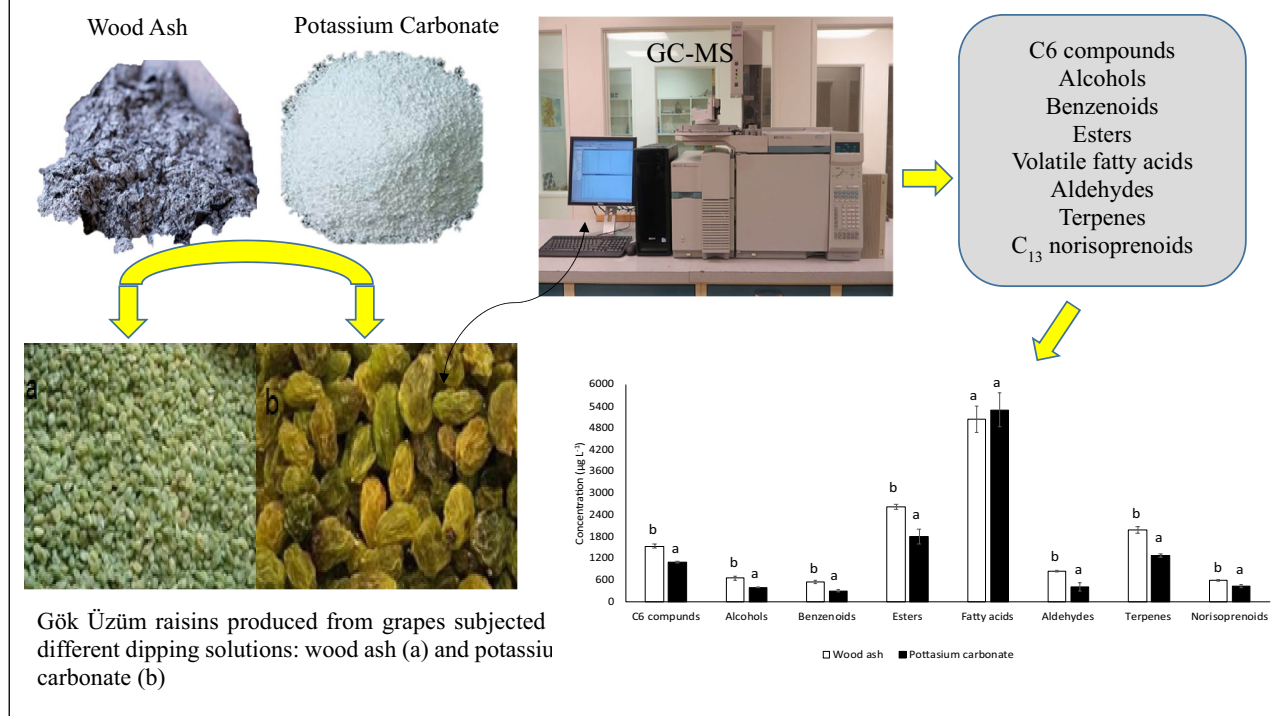 Wood Ash
Potassium Carbonate
GC-MS
C6 compounds
Alcohols
Benzenoids
Esters
Volatile fatty acids
Aldehydes
Terpenes
C₁₃ norisoprenoids
a
b
Gök Üzüm raisins produced from grapes subjected
different dipping solutions: wood ash (a) and potassiu
carbonate (b)
Concentration (µg L⁻¹)
6000
5400
4800
4200
3600
3000
2400
1800
1200
600
0
b a
b a
b a
b a
a a
b a
b a
b a
C6 compunds Alcohols Benzenoids Esters Fatty acids Aldehydes Terpenes Norisoprenoids
Wood ash Pottasium carbonate